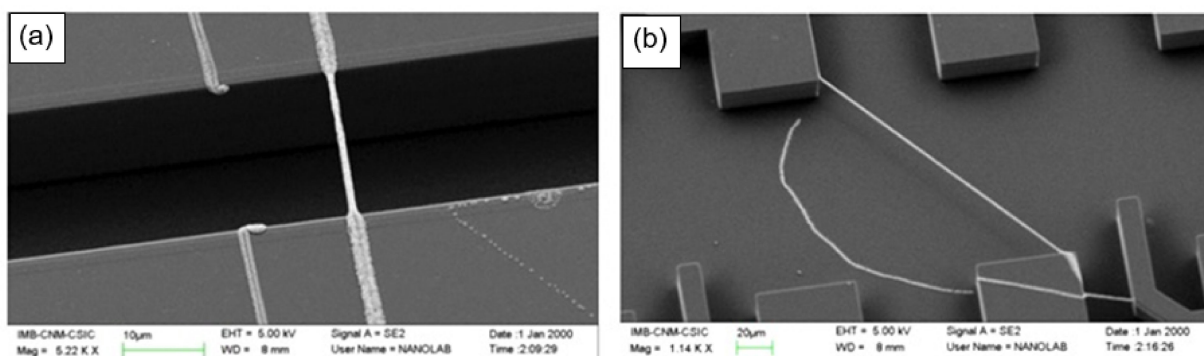 (a)
IMB-CNM-CSIC 10µm EHT = 5.00 kV Signal A = SE2 Date :1 Jan 2000
Mag = 5.22 K X WD = 8 mm User Name = NANOLAB Time :2:09:29
(b)
IMB-CNM-CSIC 20µm EHT = 5.00 kV Signal A = SE2 Date :1 Jan 2000
Mag = 1.14 K X WD = 8 mm User Name = NANOLAB Time :2:16:26